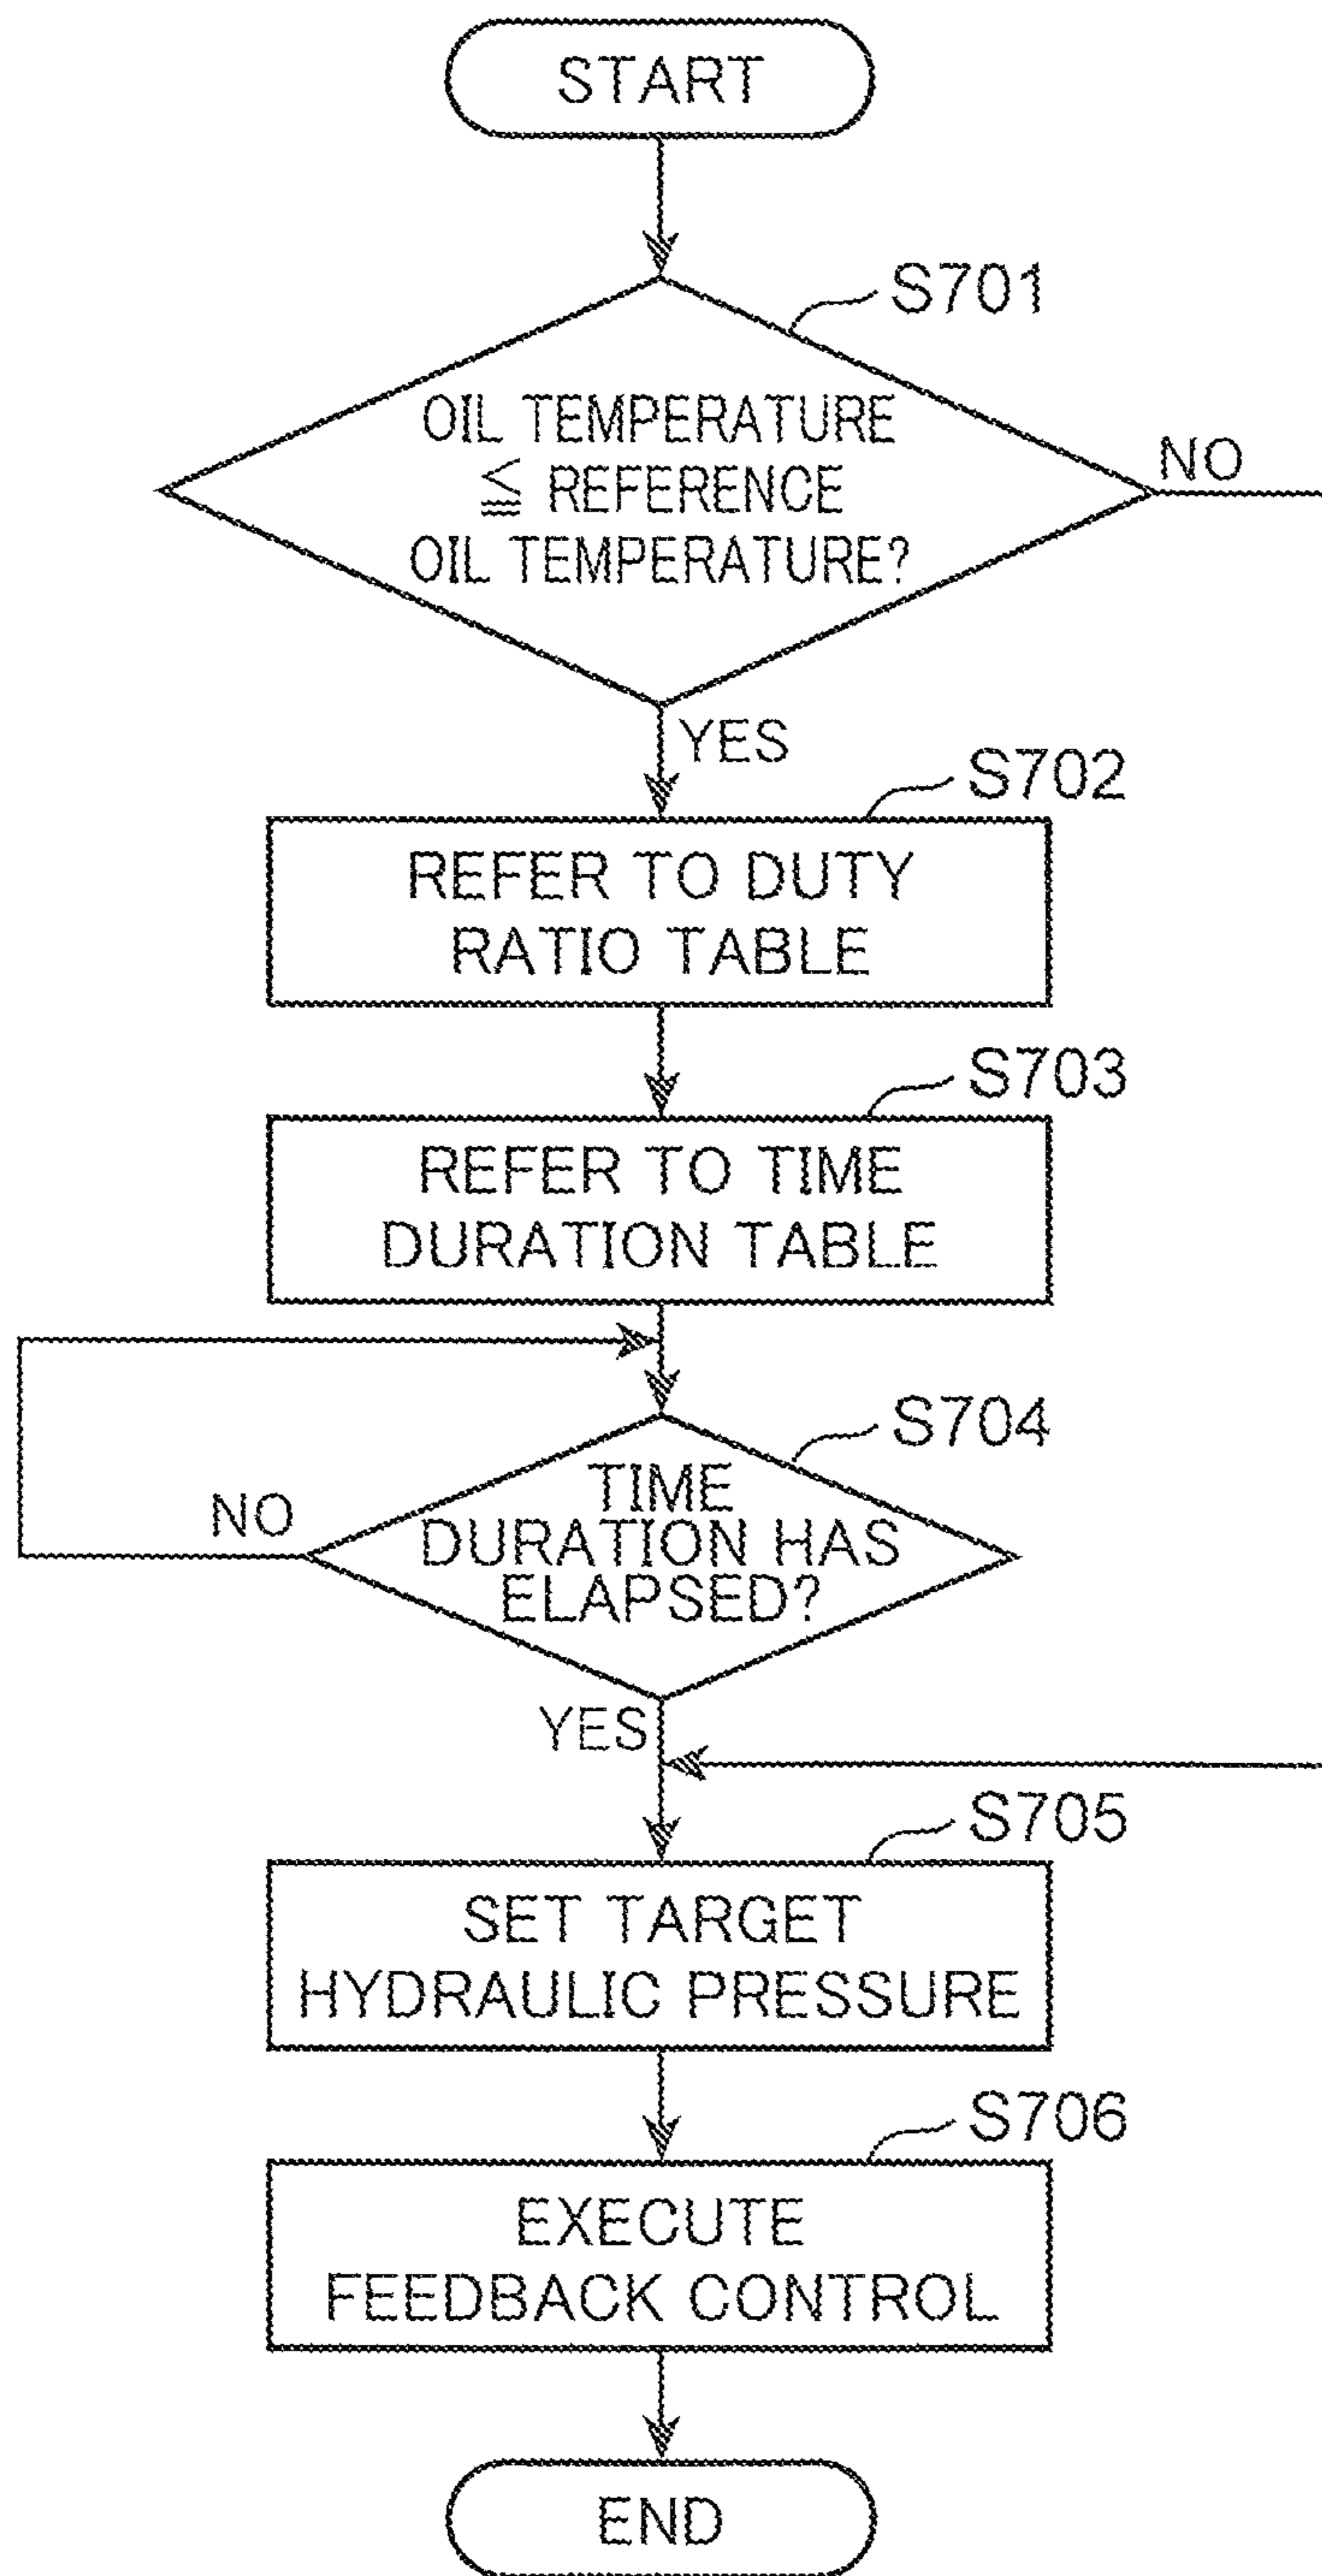 START
S701
OIL TEMPERATURE
≦ REFERENCE
OIL TEMPERATURE?
NO
YES
S702
REFER TO DUTY
RATIO TABLE
S703
REFER TO TIME
DURATION TABLE
S704
TIME
DURATION HAS
ELAPSED?
NO
YES
S705
SET TARGET
HYDRAULIC PRESSURE
S706
EXECUTE
FEEDBACK CONTROL
END